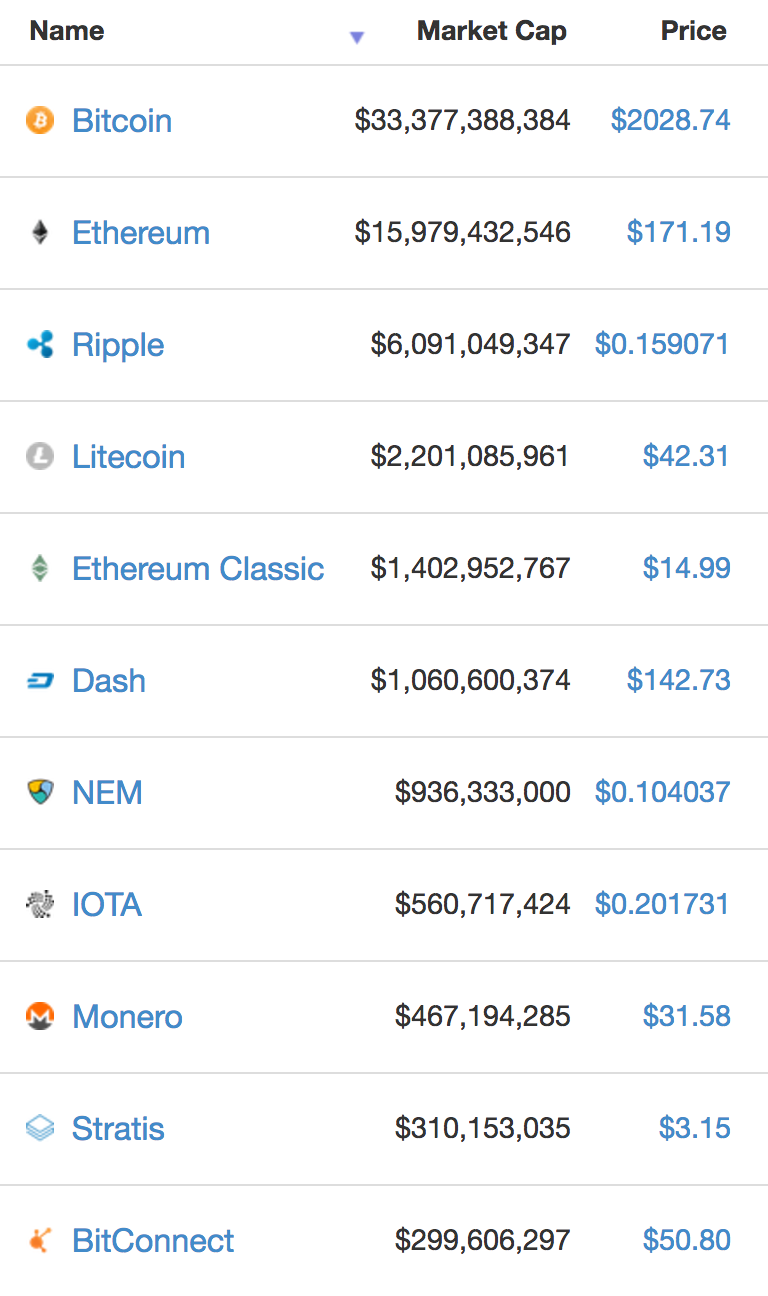 Name Market Cap Price
Bitcoin $33,377,388,384 $2028.74
Ethereum $15,979,432,546 $171.19
Ripple $6,091,049,347 $0.159071
Litecoin $2,201,085,961 $42.31
Ethereum Classic $1,402,952,767 $14.99
Dash $1,060,600,374 $142.73
NEM $936,333,000 $0.104037
IOTA $560,717,424 $0.201731
Monero $467,194,285 $31.58
Stratis $310,153,035 $3.15
BitConnect $299,606,297 $50.80